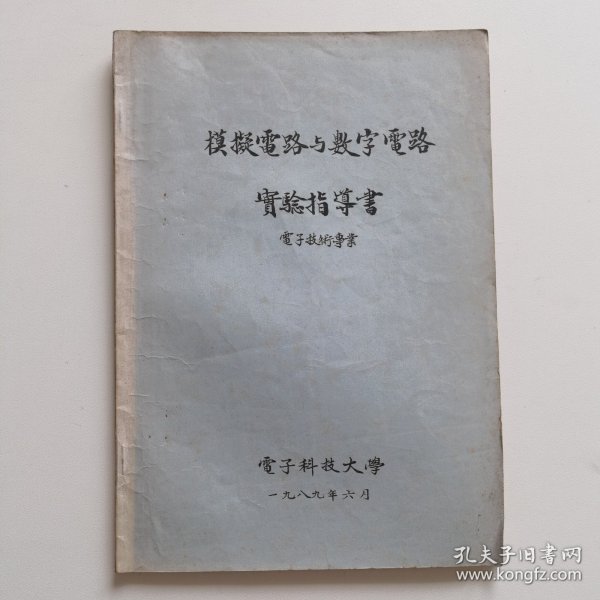 模擬電路与數字電路
實驗指導書
電子技術專業
電子科技大學
一九八九年六月
孔夫子旧書网
www.kongfz.com